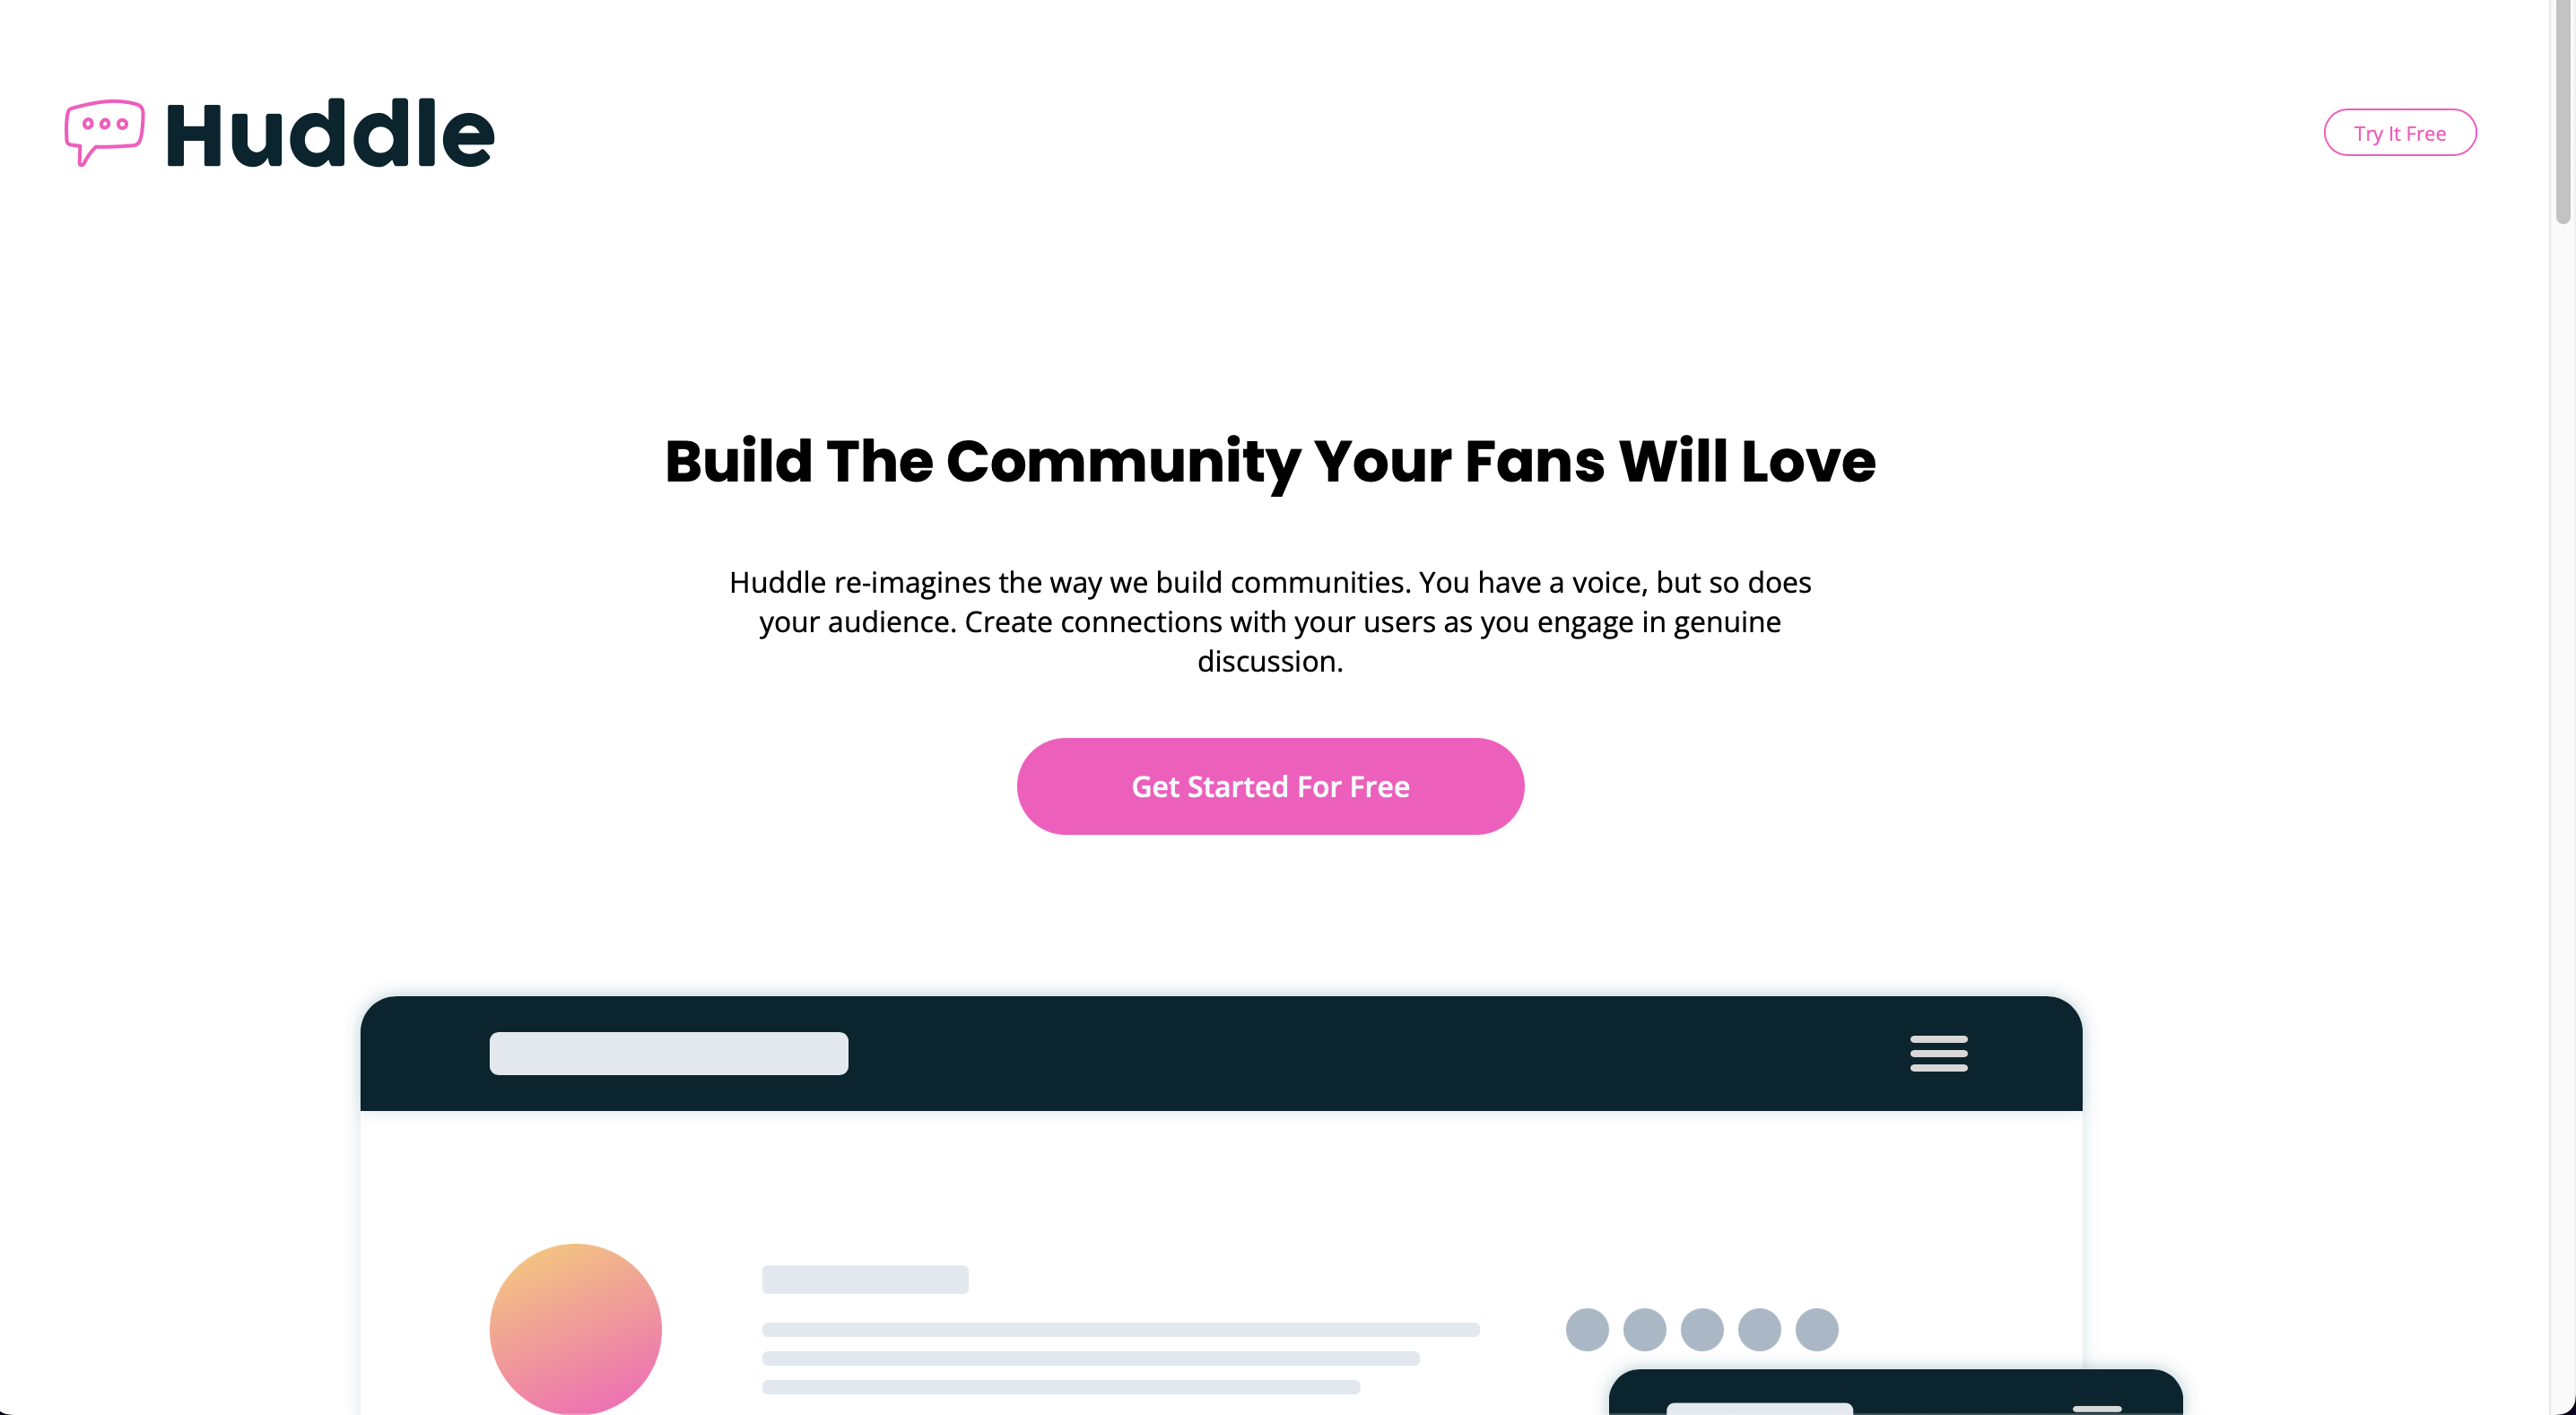 Huddle
Try It Free
Build The Community Your Fans Will Love
Huddle re-imagines the way we build communities. You have a voice, but so does
your audience. Create connections with your users as you engage in genuine
discussion.
Get Started For Free